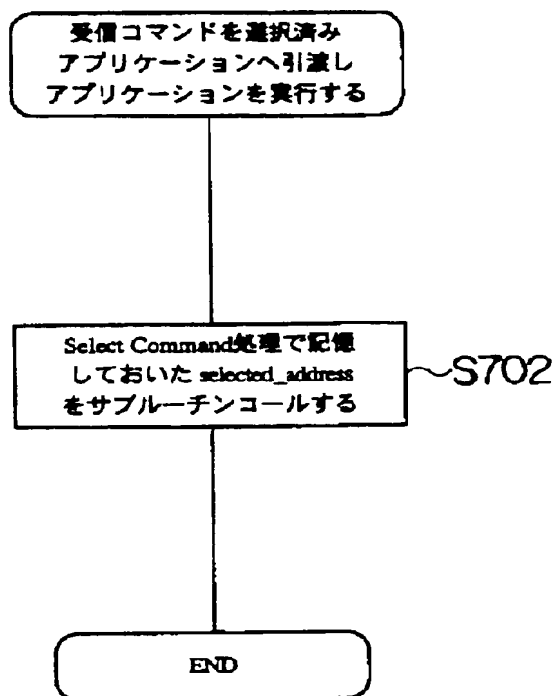 受信コマンドを選択済み
アプリケーションへ引渡し
アプリケーションを実行する
Select Command処理で記憶
しておいた selected_address
をサブルーチンコールする
S702
END